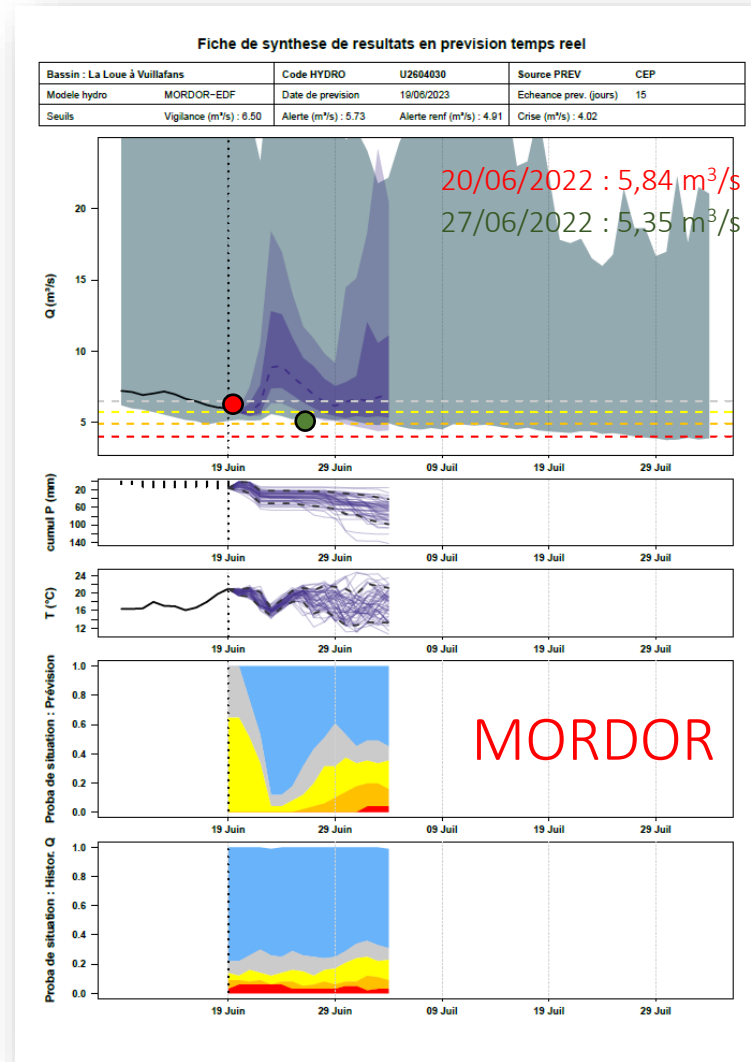 Fiche de synthese de resultats en prevision temps reel
Bassin : La Loue à Vuillafans Code HYDRO U2604030 Source PREV CEP
Modele hydro MORDOR−EDF Date de prevision 19/06/2023 Echeance prev. (jours) 15
Seuils Vigilance (m³/s) : 6.50 Alerte (m³/s) : 5.73 Alerte renf (m³/s) : 4.91 Crise (m³/s) : 4.02
20/06/2022 : 5,84 m³/s
27/06/2022 : 5,35 m³/s
Q (m³/s)
20
15
10
5
19 Juin 29 Juin 09 Juil 19 Juil 29 Juil
cumul P (mm)
20
60
100
140
19 Juin 29 Juin 09 Juil 19 Juil 29 Juil
T (°C)
24
20
16
12
19 Juin 29 Juin 09 Juil 19 Juil 29 Juil
Proba de situation : Prévision
1.0
0.8
0.6
0.4
0.2
0.0
MORDOR
19 Juin 29 Juin 09 Juil 19 Juil 29 Juil
Proba de situation : Histor. Q
1.0
0.8
0.6
0.4
0.2
0.0
19 Juin 29 Juin 09 Juil 19 Juil 29 Juil